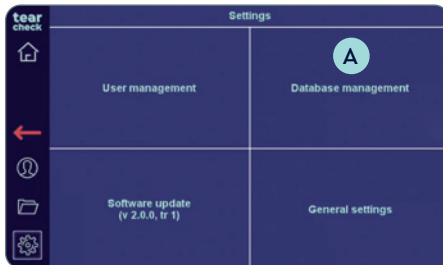 tear
check
Settings
User management
A
Database management
Software update
(v 2.0.0, tr 1)
General settings